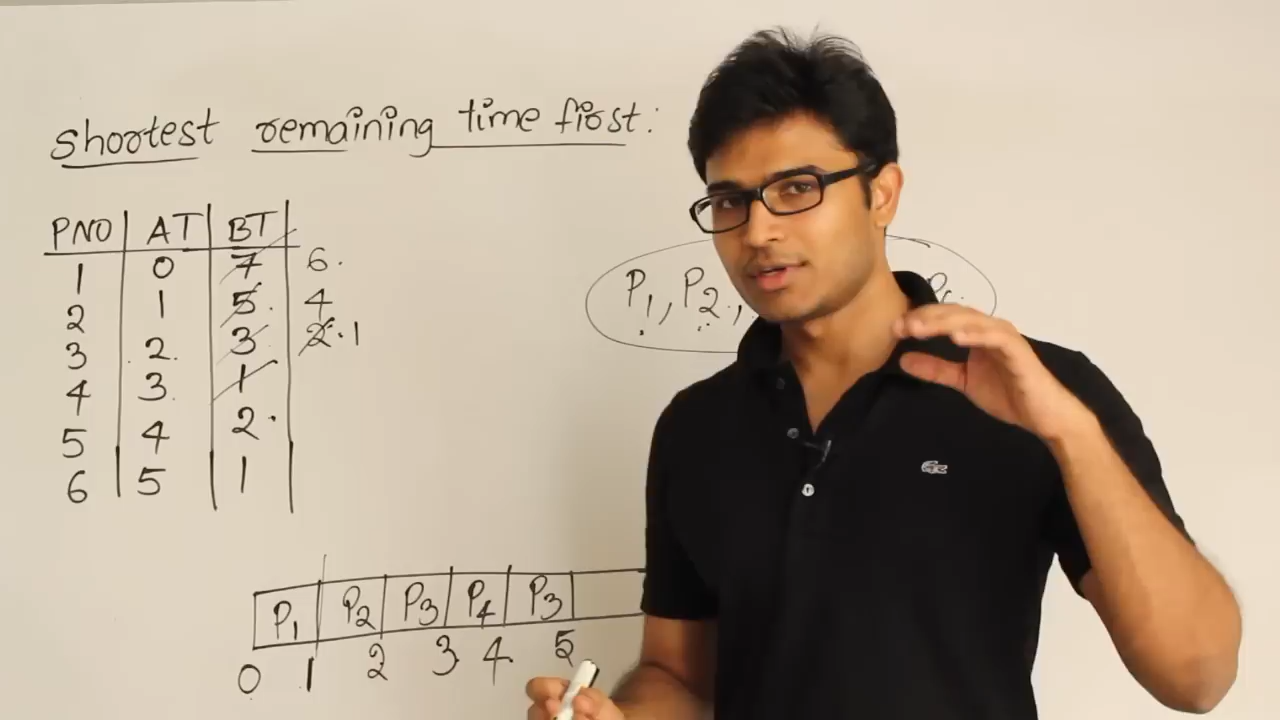 Shortest remaining time first:
PNO AT BT
1 0 7 6.
2 1 5. 4
3 2. 3 2. 1
4 3. 1
5 4 2.
6 5 1
P1, P2,
P1 P2 P3 P4 P3
0 1 2 3 4 5